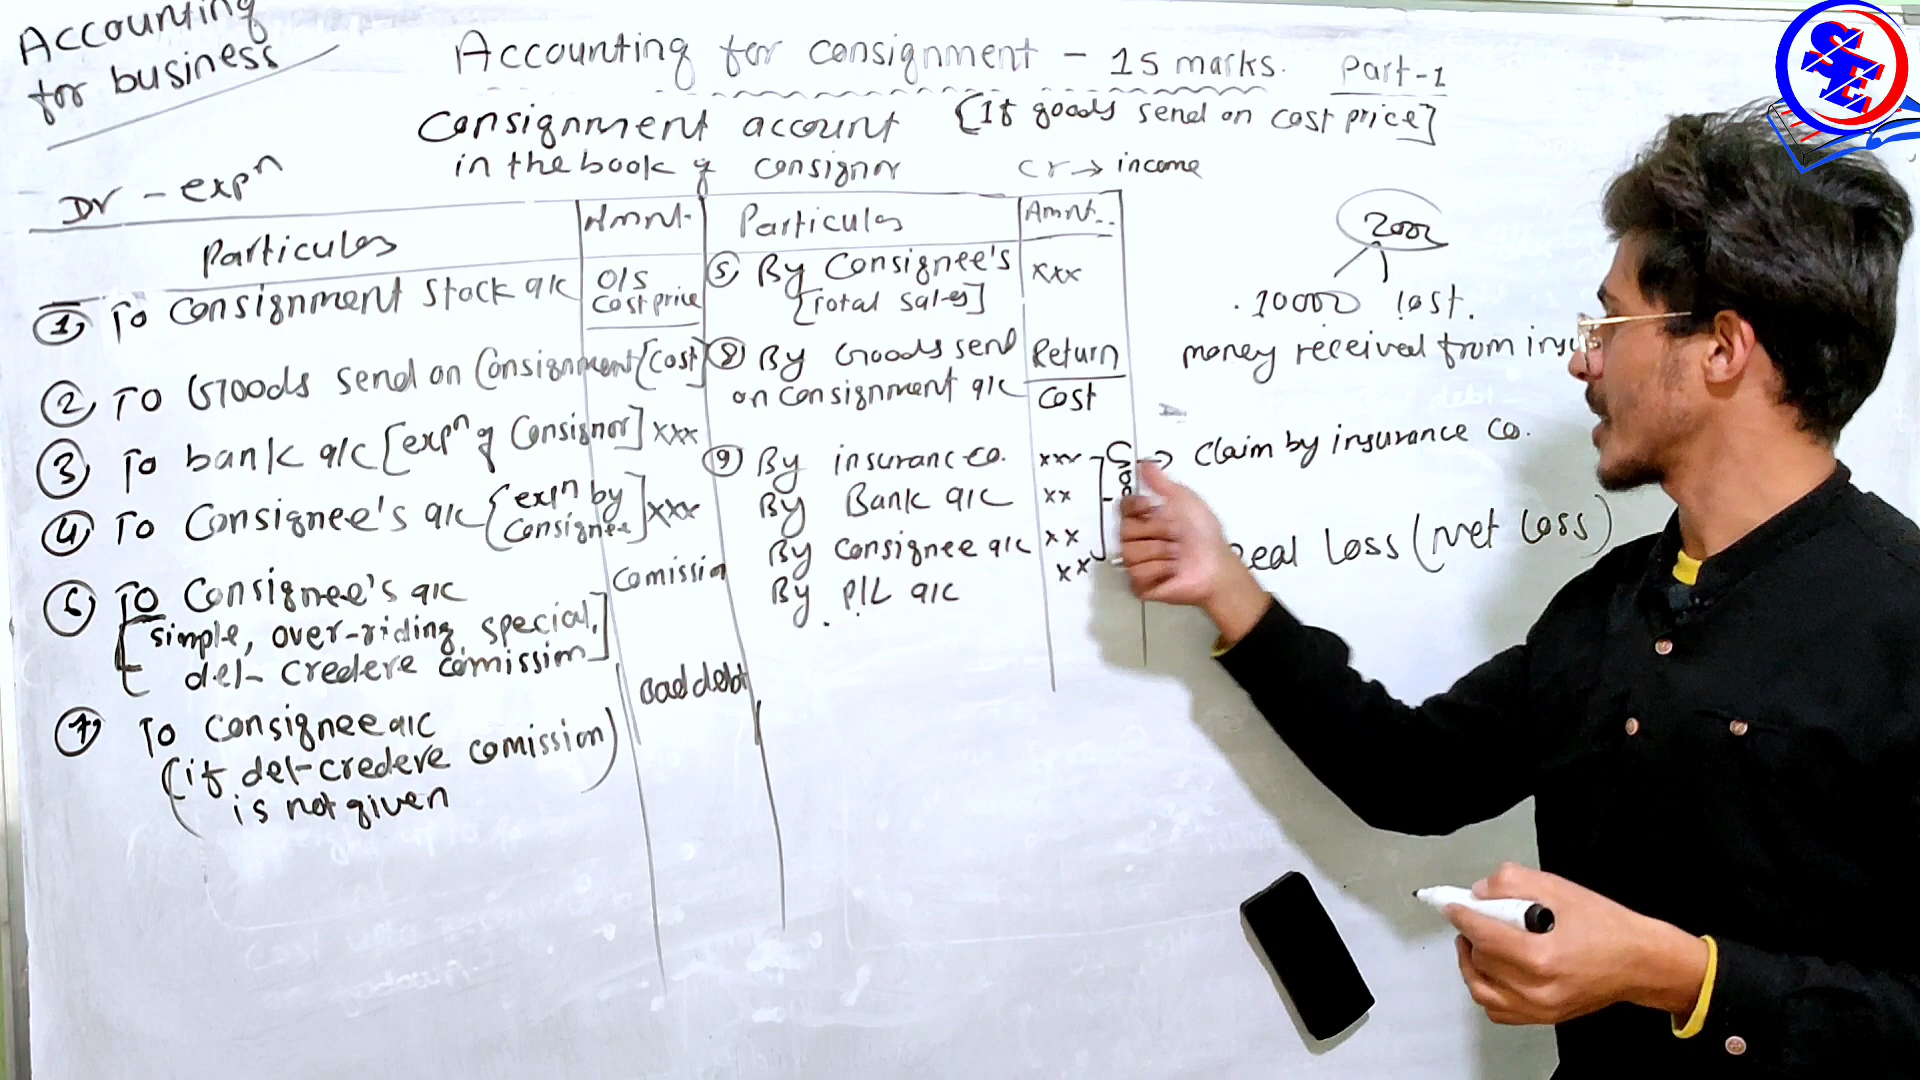 Accounting
for business
Accounting for consignment - 15 marks. Part-1
Consignment account [If goods send on cost price]
in the book of consignor
Dr - expn
cr → income
Particulas
Amnt.
Particulas
Amnt..
① To Consignment Stock a/c
O/S
cost price
② To Goods send on Consignment [cost]
③ To bank a/c [expn of Consignor] xxx
④ To Consignee's a/c [expn by
Consignee] xxx
⑥ To Consignee's a/c
[simple, over-riding, special,
del- credere comission]
Comission
⑦ To Consignee a/c
(if del-credere comission)
is not given
bad debt
⑤ By Consignee's xxx
[Total sales]
⑧ By Goods send
on consignment a/c
Return
cost
⑨ By insuranc co. xxx
By Bank a/c xx
By consignee a/c xx
By P/L a/c xx
→ Claim by insurance co.
Loss (Net Loss)
10000 lost.
money received from
SE